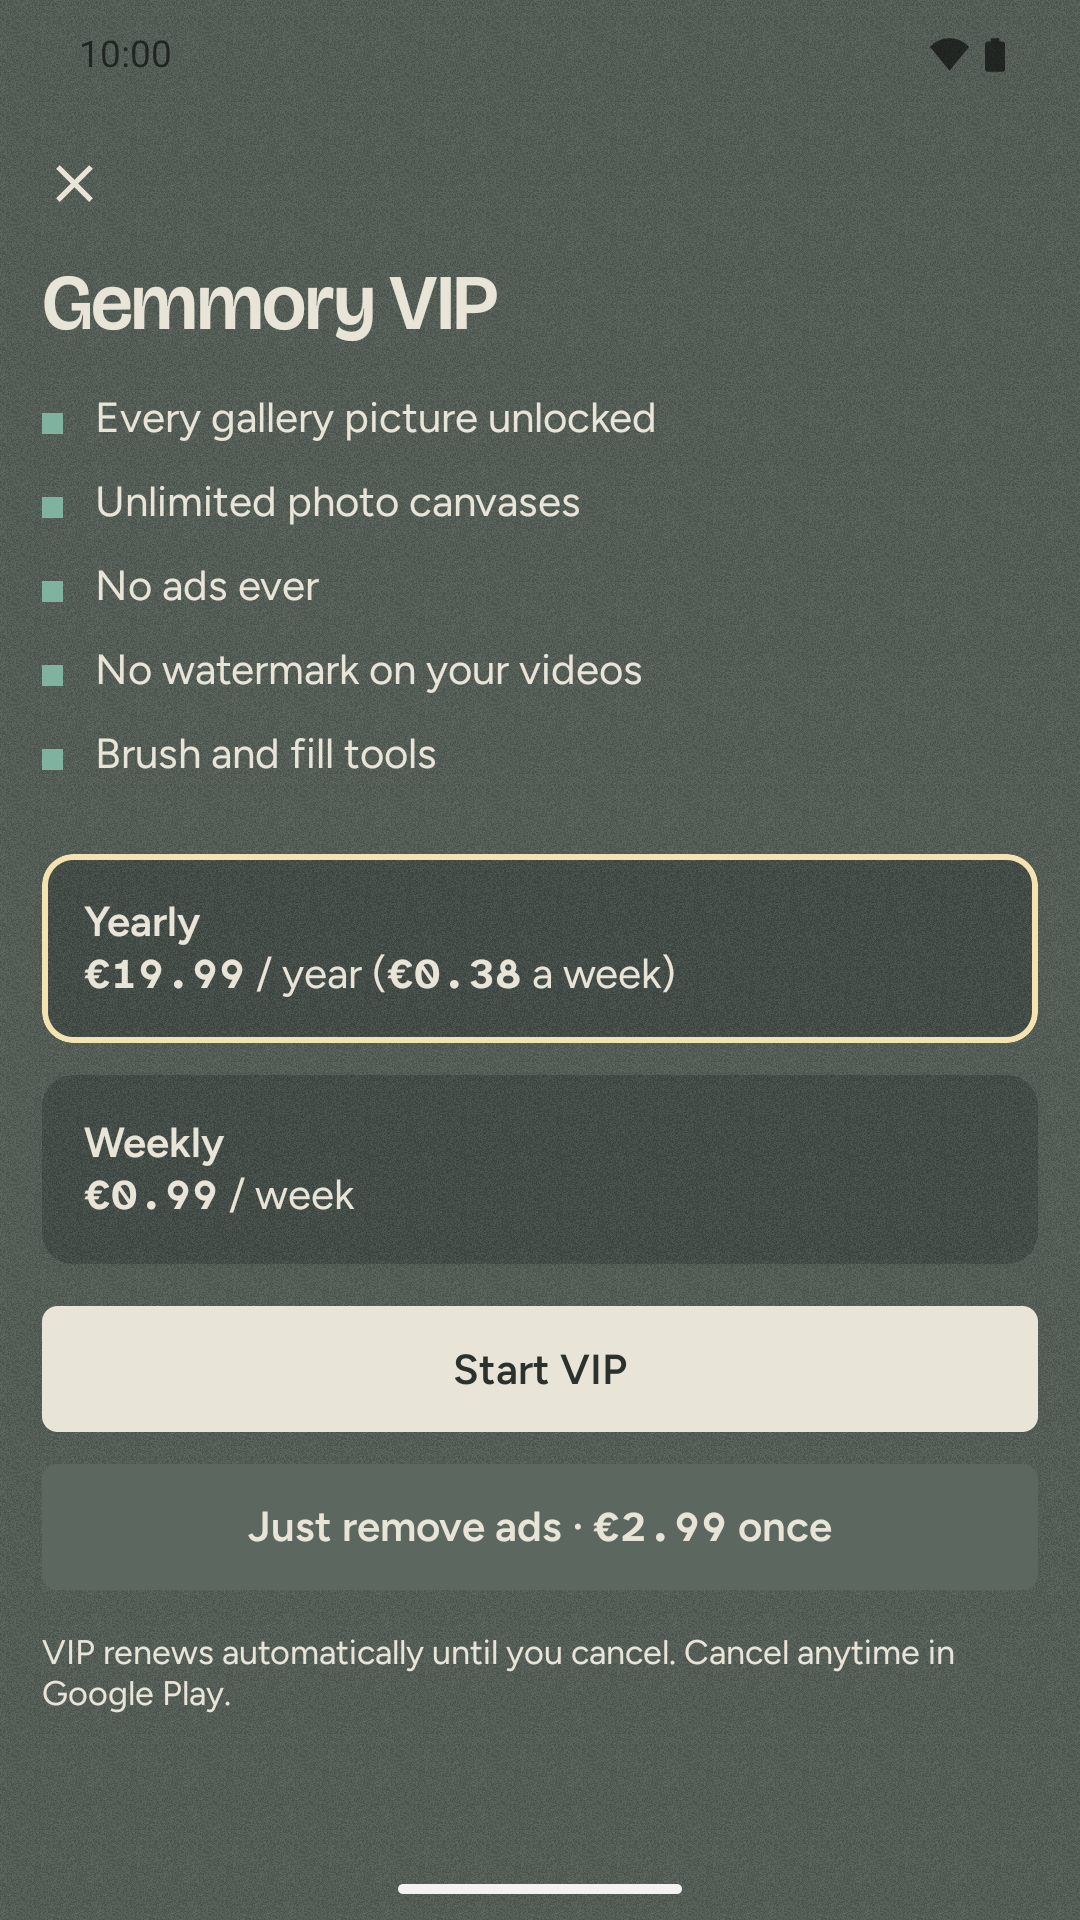 10:00
Gemmory VIP
Every gallery picture unlocked
Unlimited photo canvases
No ads ever
No watermark on your videos
Brush and fill tools
Yearly
€19.99 / year (€0.38 a week)
Weekly
€0.99 / week
Start VIP
Just remove ads · €2.99 once
VIP renews automatically until you cancel. Cancel anytime in
Google Play.